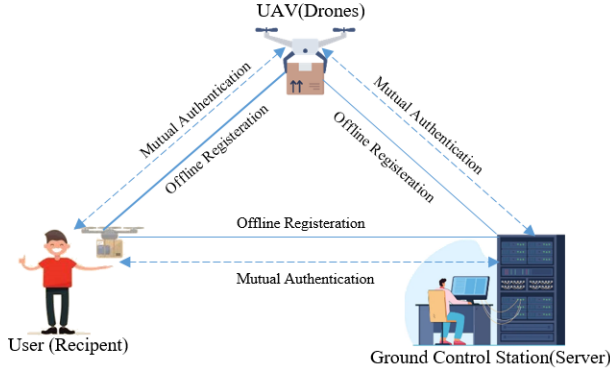 UAV(Drones)
Mutual Authentication
Offline Registeration
Mutual Authentication
Offline Registeration
Offline Registeration
Mutual Authentication
User (Recipent)
Ground Control Station(Server)